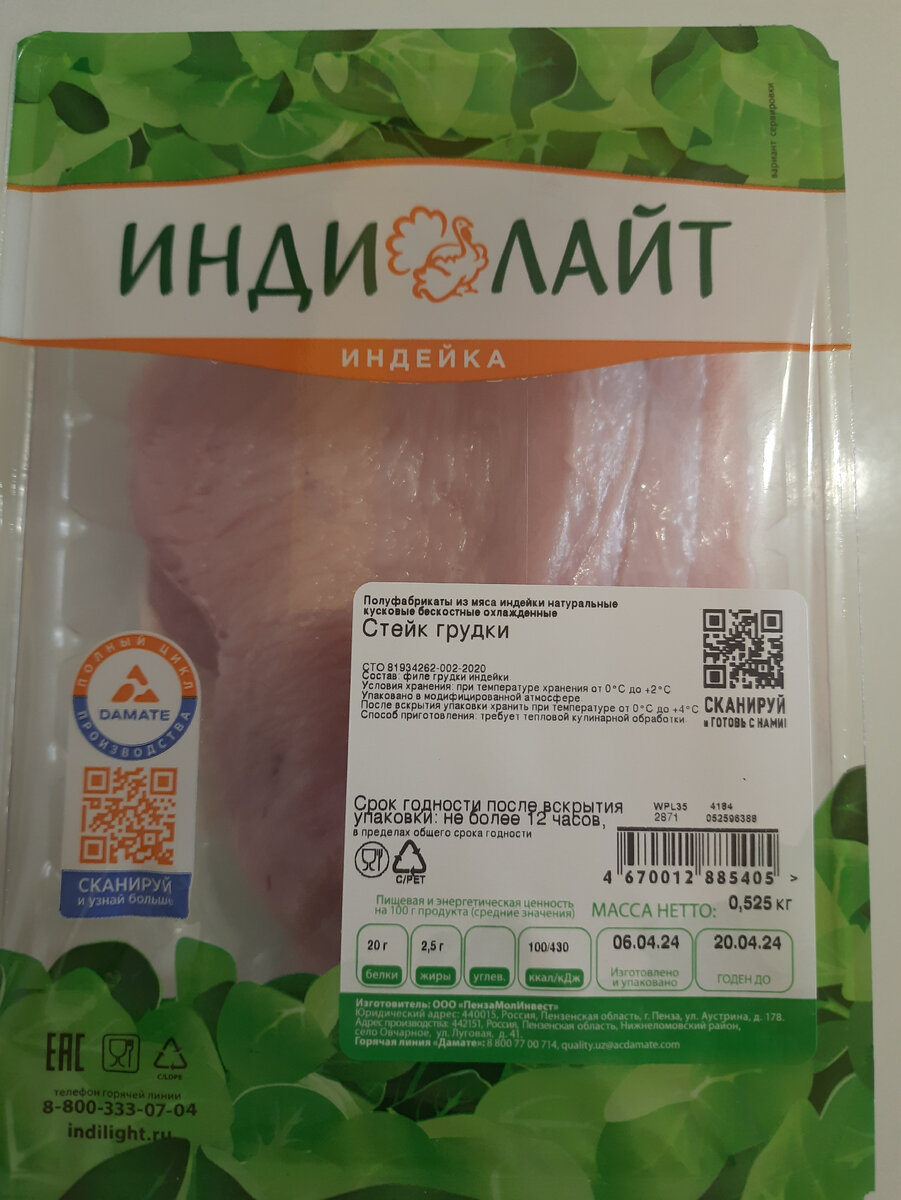 вариант сервировки
ИНДИ ЛАЙТ
ИНДЕЙКА
Полуфабрикаты из мяса индейки натуральные
кусковые бескостные охлажденные
Стейк грудки
СТО 81934262-002-2020
Состав: филе грудки индейки
Условия хранения: при температуре хранения от 0°С до +2°С
Упаковано в модифицированной атмосфере
После вскрытия упаковки хранить при температуре от 0°С до +4°С
Способ приготовления: требует тепловой кулинарной обработки
СКАНИРУЙ
и ГОТОВЬ С НАМИ!
ПОЛНЫЙ ЦИКЛ
DAMATE
ПРОИЗВОДСТВА
СКАНИРУЙ
и узнай больше
Срок годности после вскрытия
упаковки: не более 12 часов,
в пределах общего срока годности
WPL35 4184
2871 052596388
C/PET
4 670012 885405 >
Пищевая и энергетическая ценность
на 100 г продукта (средние значения)
МАССА НЕТТО: 0,525 кг
20 г 2,5 г 100/430 06.04.24 20.04.24
белки жиры углев. ккал/кДж Изготовлено
и упаковано ГОДЕН ДО
Изготовитель: ООО «ПензаМолИнвест»
Юридический адрес: 440015, Россия, Пензенская область, г. Пенза, ул. Аустрина, д. 178.
Адрес производства: 442151, Россия, Пензенская область, Нижнеломовский район,
село Овчарное, ул. Луговая, д. 41.
Горячая линия «Дамате»: 8 800 77 00 714, quality.uz@acdamate.com
EAC
C/LDPE
телефон горячей линии
8-800-333-07-04
indilight.ru